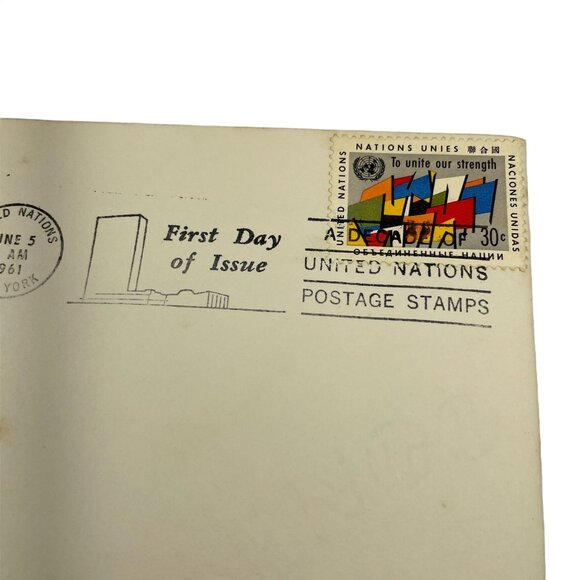 NATIONS UNIES 聯合國
UNITED NATIONS
To unite our strength
NACIONES UNIDAS
30c
ОБЪЕДИНЕННЫЕ НАЦИИ
D NATIONS
NE 5
AM
961
YORK
First Day
of Issue
A DECADE OF
UNITED NATIONS
POSTAGE STAMPS